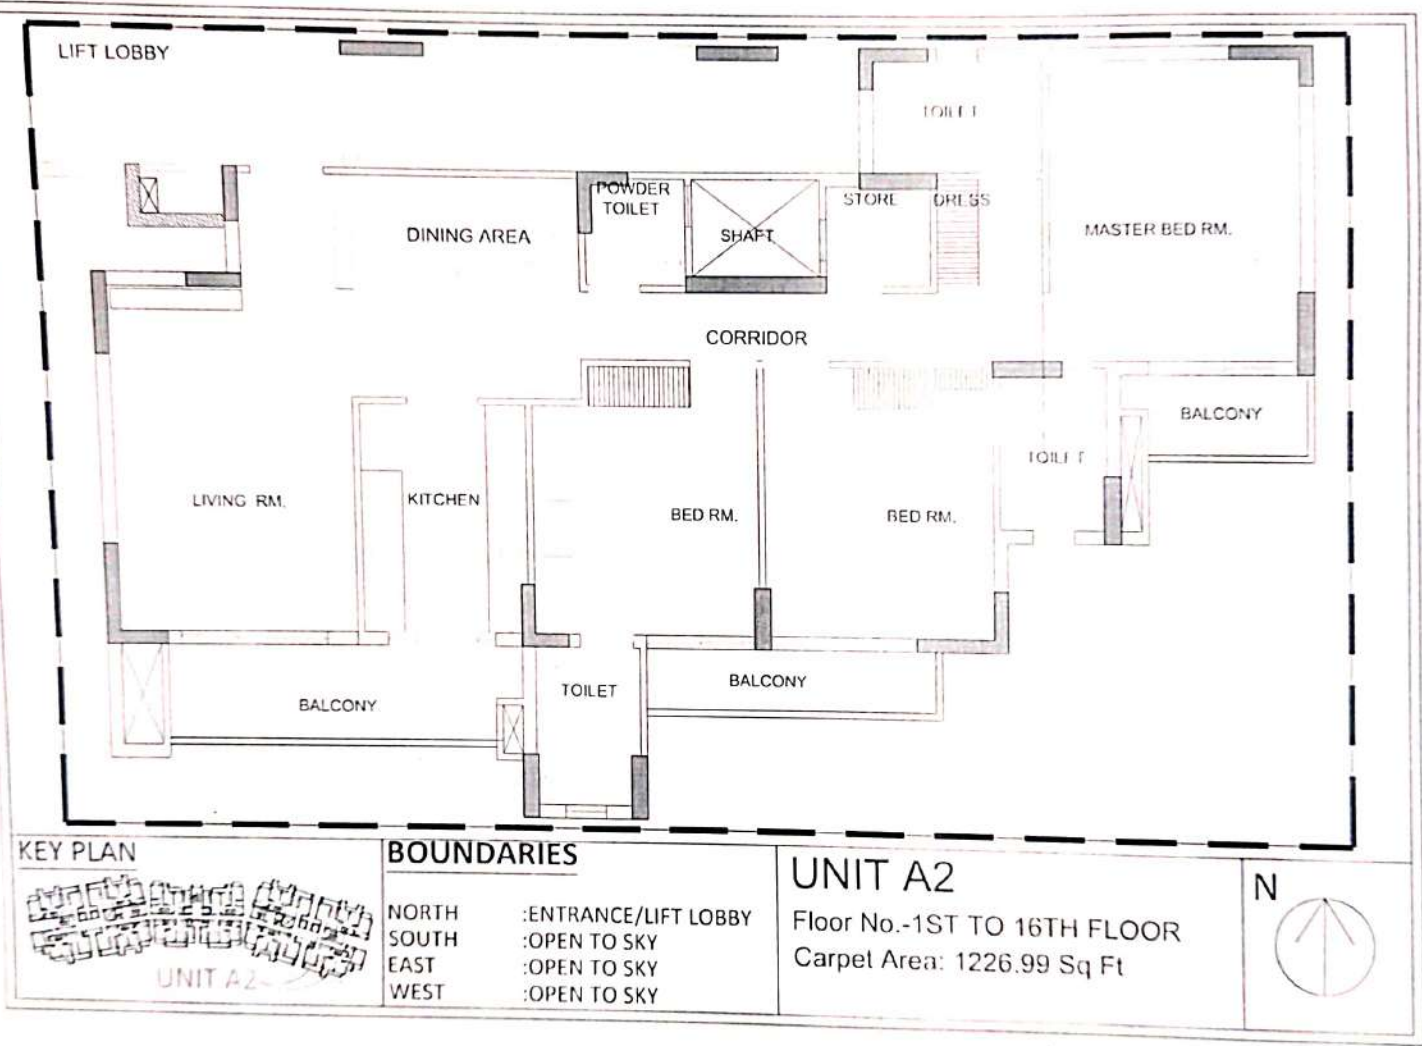 LIFT LOBBY
TOILET
POWDER
TOILET
STORE
DRESS
DINING AREA
SHAFT
MASTER BED RM.
CORRIDOR
BALCONY
TOILET
LIVING RM.
KITCHEN
BED RM.
BED RM.
TOILET
BALCONY
BALCONY
KEY PLAN
UNIT A2
BOUNDARIES
NORTH :ENTRANCE/LIFT LOBBY
SOUTH :OPEN TO SKY
EAST :OPEN TO SKY
WEST :OPEN TO SKY
UNIT A2
Floor No.-1ST TO 16TH FLOOR
Carpet Area: 1226.99 Sq Ft
N